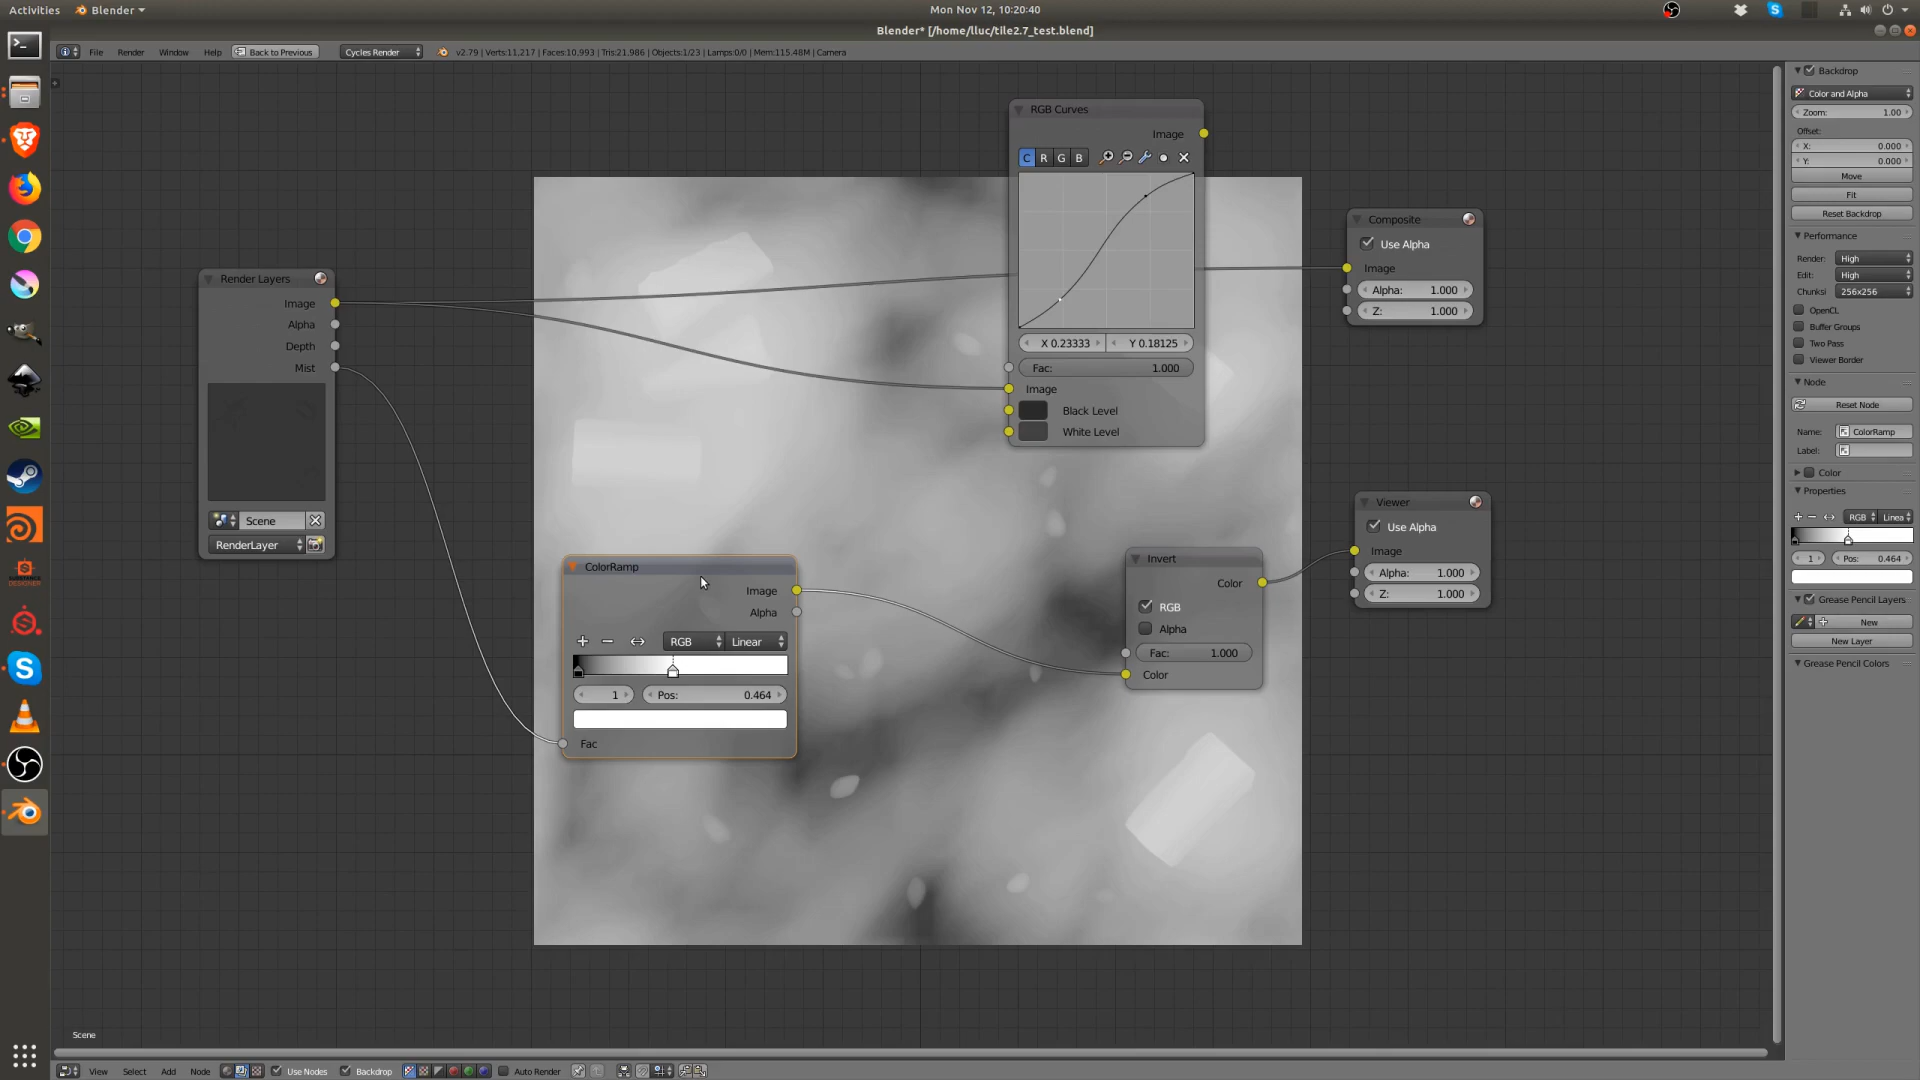 Activities
Blender
Mon Nov 12, 10:20:40
Blender* [/home/lluc/tile2.7_test.blend]
File
Render
Window
Help
Back to Previous
Cycles Render
v2.79 | Verts:11,217 | Faces:10,993 | Tris:21,986 | Objects:1/23 | Lamps:0/0 | Mem:115.48M | Camera
RGB Curves
Image
C R G B
X 0.23333
Y 0.18125
Fac: 1.000
Image
Black Level
White Level
Composite
Use Alpha
Image
Alpha: 1.000
Z: 1.000
Render Layers
Image
Alpha
Depth
Mist
Scene
RenderLayer
ColorRamp
Image
Alpha
RGB
Linear
1
Pos: 0.464
Fac
Invert
Color
RGB
Alpha
Fac: 1.000
Color
Viewer
Use Alpha
Image
Alpha: 1.000
Z: 1.000
Backdrop
Color and Alpha
Zoom: 1.00
Offset:
X: 0.000
Y: 0.000
Move
Fit
Reset Backdrop
Performance
Render: High
Edit: High
Chunksi 256x256
OpenCL
Buffer Groups
Two Pass
Viewer Border
Node
Reset Node
Name: ColorRamp
Label:
Color
Properties
RGB
Linea
1
Pos: 0.464
Grease Pencil Layers
New
New Layer
Grease Pencil Colors
SUBSTANCE
DESIGNER
Scene
View
Select
Add
Node
Use Nodes
Backdrop
Auto Render